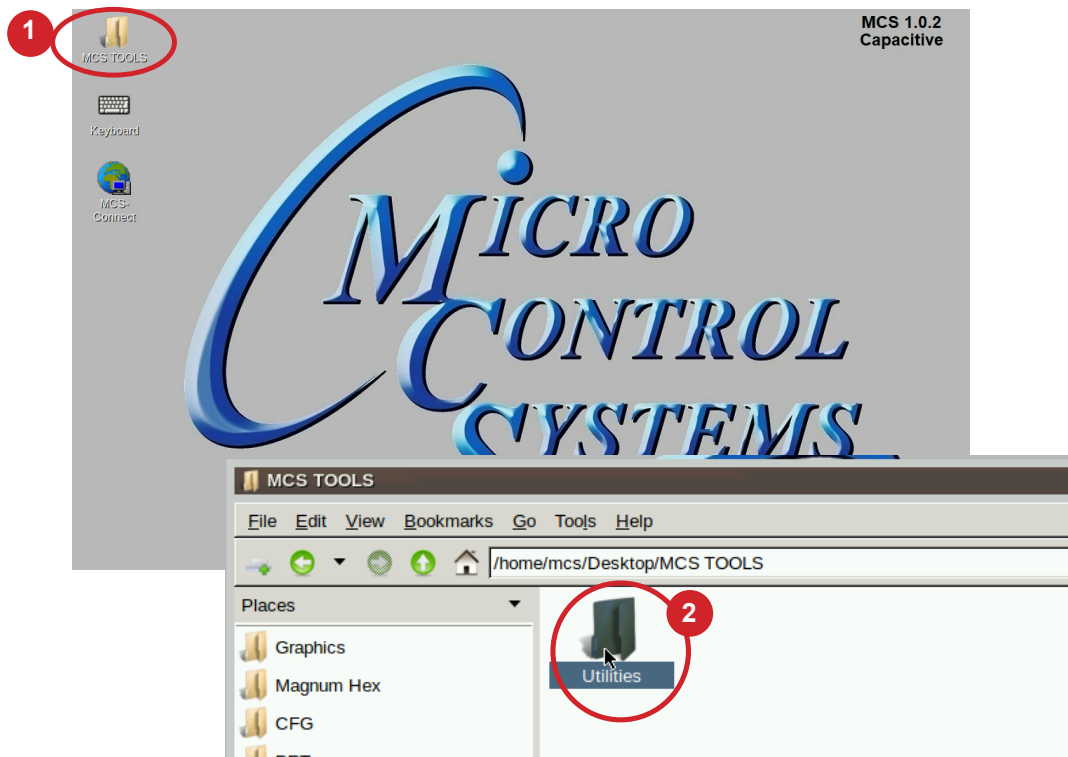 1
MCS TOOLS
Keyboard
MCS-
Connect
MCS 1.0.2
Capacitive
MICRO
CONTROL
SYSTEMS
MCS TOOLS
File Edit View Bookmarks Go Tools Help
/home/mcs/Desktop/MCS TOOLS
Places
Graphics
Magnum Hex
CFG
2
Utilities